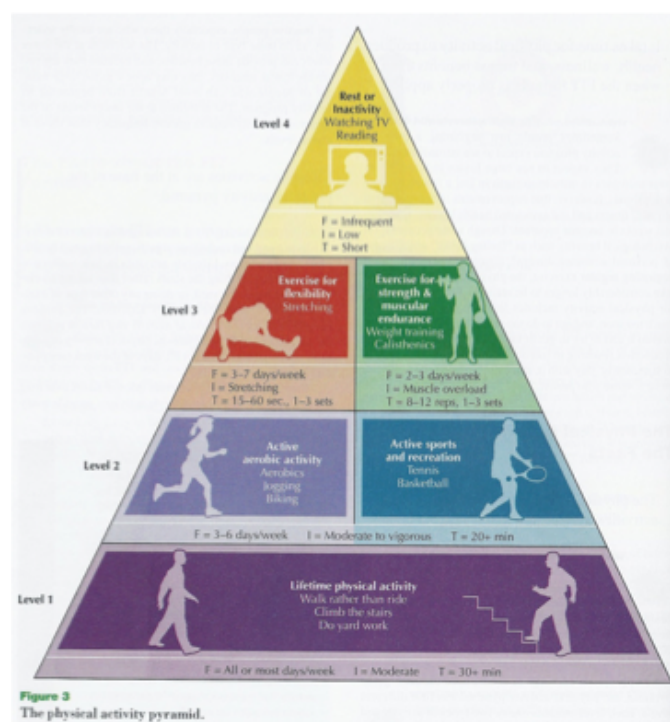 Level 4
Rest or
Inactivity
Watching TV
Reading
F = Infrequent
I = Low
T = Short
Level 3
Exercise for
flexibility
Stretching
Exercise for
strength &
muscular
endurance
Weight training
Calisthenics
F = 3–7 days/week
I = Stretching
T = 15–60 sec., 1–3 sets
F = 2–3 days/week
I = Muscle overload
T = 8–12 reps, 1–3 sets
Level 2
Active
aerobic activity
Aerobics
Jogging
Biking
Active sports
and recreation
Tennis
Basketball
F = 3–6 days/week I = Moderate to vigorous T = 20+ min
Level 1
Lifetime physical activity
Walk rather than ride
Climb the stairs
Do yard work
F = All or most days/week I = Moderate T = 30+ min
Figure 3
The physical activity pyramid.